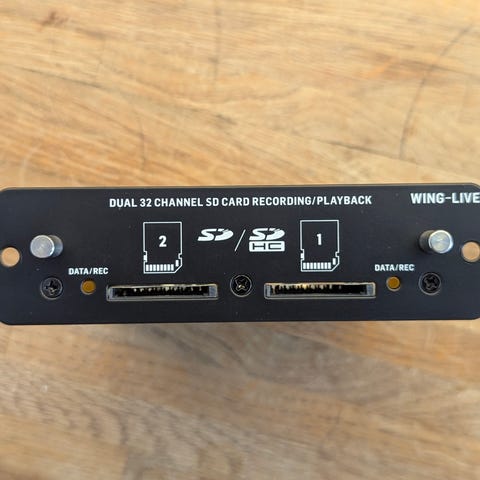 DUAL 32 CHANNEL SD CARD RECORDING/PLAYBACK
WING-LIVE
2
SD / SD HC
1
DATA/REC
DATA/REC